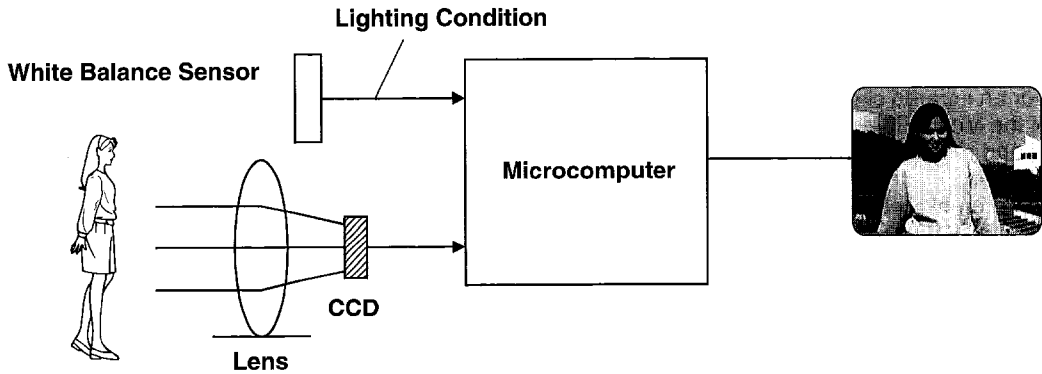 Lighting Condition
White Balance Sensor
Microcomputer
CCD
Lens